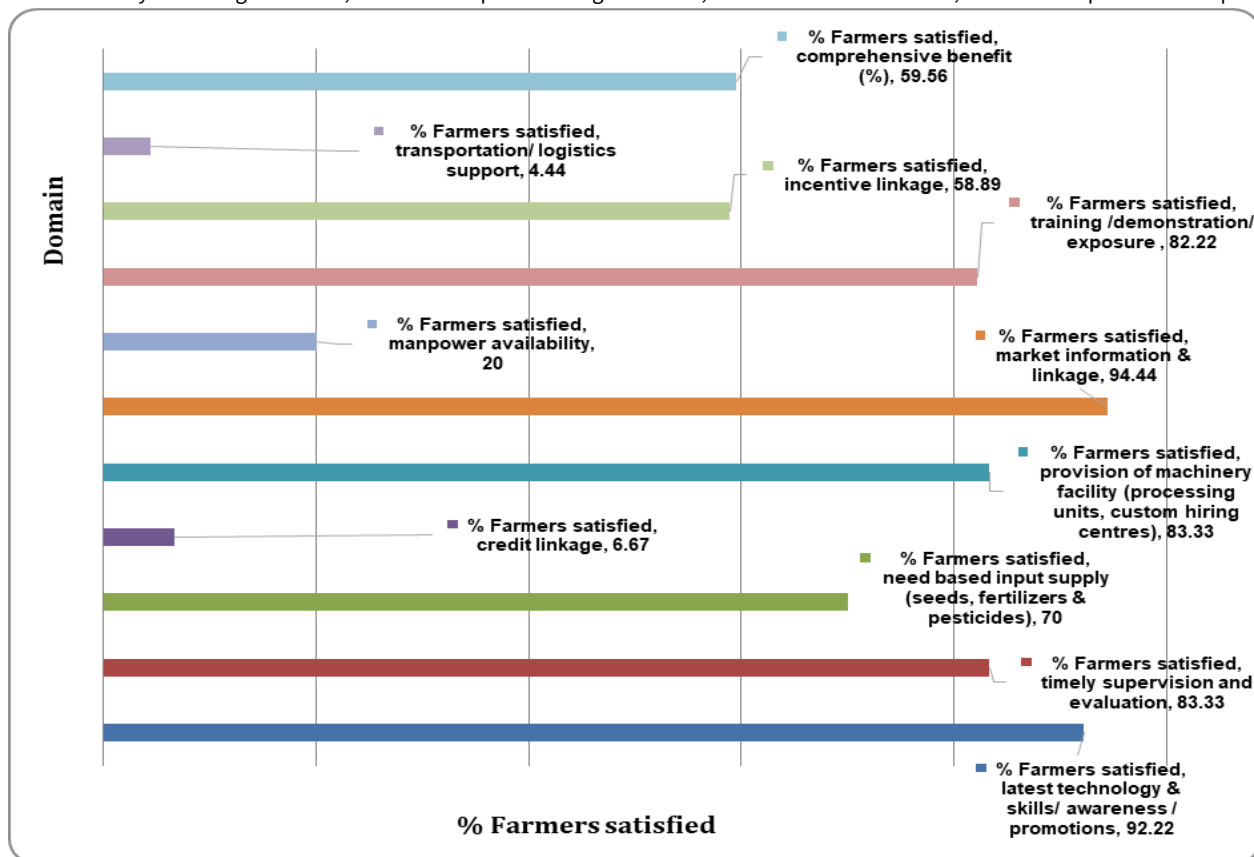 % Farmers satisfied,
comprehensive benefit
(%), 59.56
% Farmers satisfied,
transportation/ logistics
support, 4.44
% Farmers satisfied,
incentive linkage, 58.89
% Farmers satisfied,
training /demonstration/
exposure , 82.22
Domain
% Farmers satisfied,
manpower availability,
20
% Farmers satisfied,
market information &
linkage, 94.44
% Farmers satisfied,
provision of machinery
facility (processing
units, custom hiring
centres), 83.33
% Farmers satisfied,
credit linkage, 6.67
% Farmers satisfied,
need based input supply
(seeds, fertilizers &
pesticides), 70
% Farmers satisfied,
timely supervision and
evaluation, 83.33
% Farmers satisfied,
latest technology &
skills/ awareness /
promotions, 92.22
% Farmers satisfied